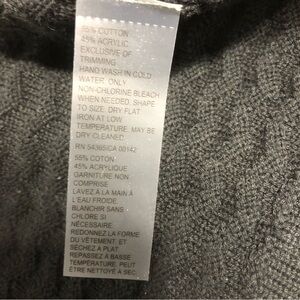 55% COTTON
45% ACRYLIC
EXCLUSIVE OF
TRIMMING
HAND WASH IN COLD
WATER. ONLY
NON-CHLORINE BLEACH
WHEN NEEDED. SHAPE
TO SIZE. DRY FLAT.
IRON AT LOW
TEMPERATURE. MAY BE
DRY CLEANED.
RN 54365/CA 00142
55% COTON
45% ACRYLIQUE
GARNITURE NON
COMPRISE
LAVEZ À LA MAIN À
L'EAU FROIDE.
BLANCHIR SANS
CHLORE SI
NÉCESSAIRE.
REDONNEZ LA FORME
DU VÊTEMENT, ET
SÉCHEZ À PLAT.
REPASSEZ À BASSE
TEMPÉRATURE. PEUT
ÊTRE NETTOYÉ À SEC.